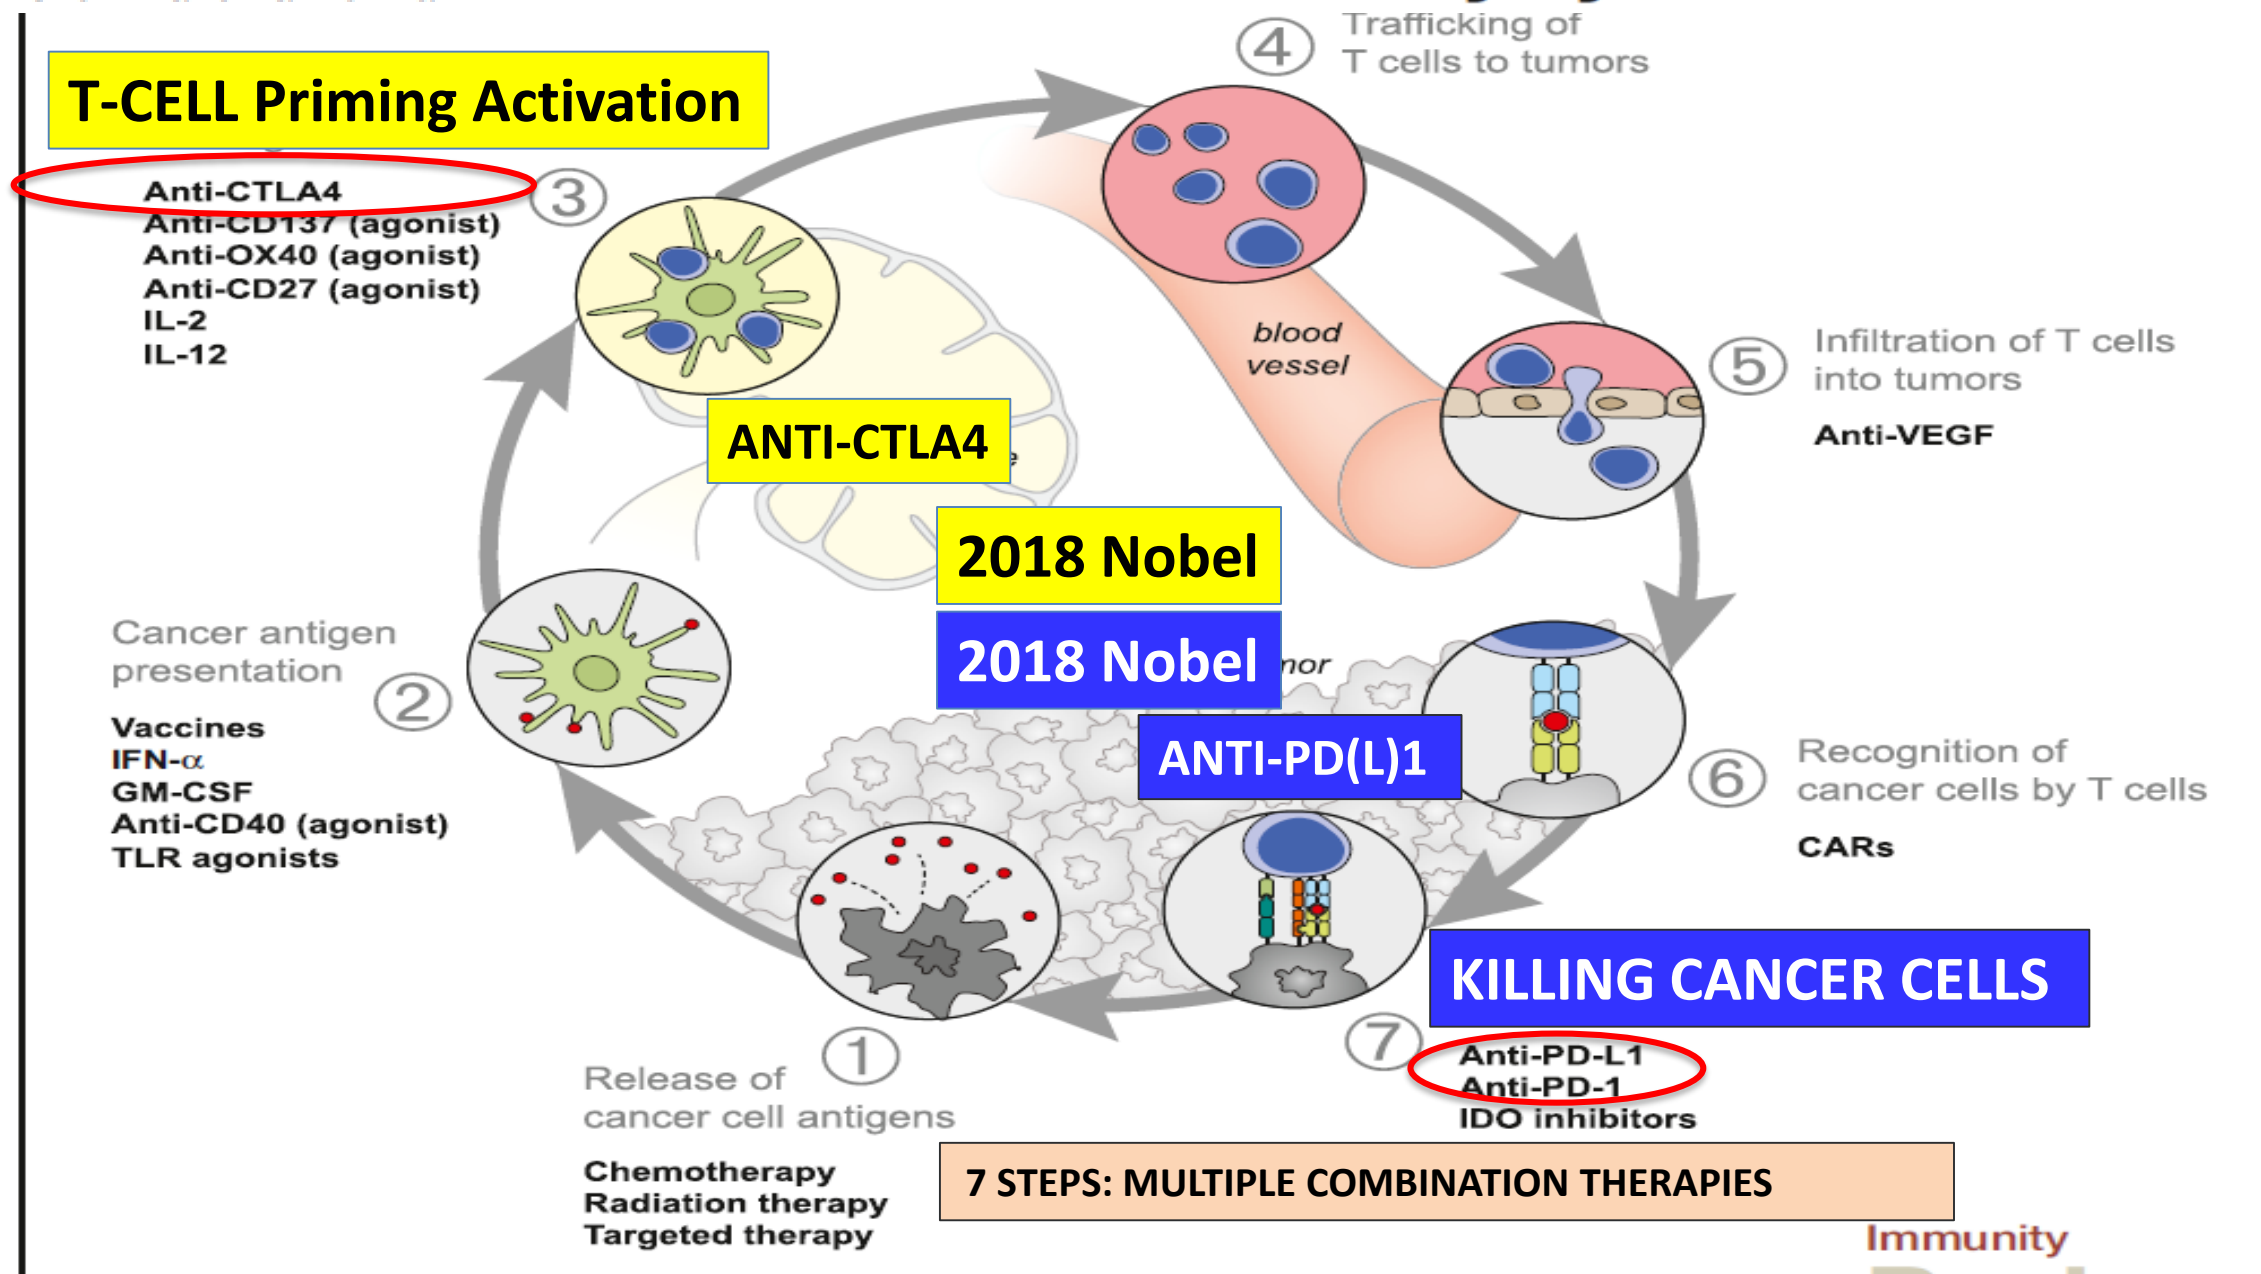 4
Trafficking of
T cells to tumors
T-CELL Priming Activation
3
Anti-CTLA4
Anti-CD137 (agonist)
Anti-OX40 (agonist)
Anti-CD27 (agonist)
IL-2
IL-12
blood
vessel
5
Infiltration of T cells
into tumors
Anti-VEGF
ANTI-CTLA4
2018 Nobel
2018 Nobel
ANTI-PD(L)1
Cancer antigen
presentation
2
Vaccines
IFN-α
GM-CSF
Anti-CD40 (agonist)
TLR agonists
6
Recognition of
cancer cells by T cells
CARs
KILLING CANCER CELLS
7
Anti-PD-L1
Anti-PD-1
IDO inhibitors
1
Release of
cancer cell antigens
Chemotherapy
Radiation therapy
Targeted therapy
7 STEPS: MULTIPLE COMBINATION THERAPIES
Immunity